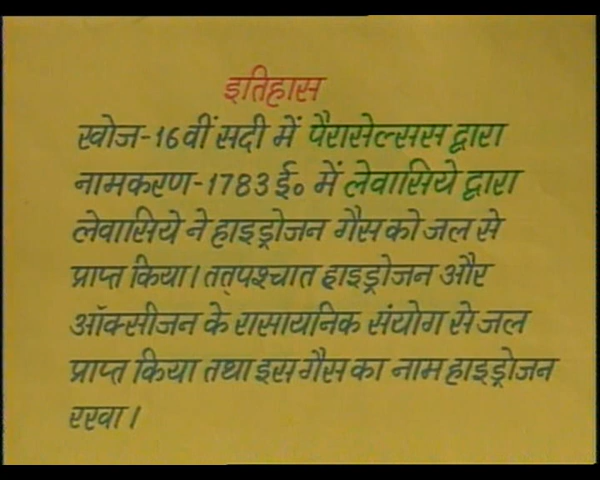 इतिहास
खोज-16वीं सदी में पैरासेल्सस द्वारा
नामकरण-1783 ई० में लेवासिये द्वारा
लेवासिये ने हाइड्रोजन गैस को जल से
प्राप्त किया। तत्पश्चात हाइड्रोजन और
ऑक्सीजन के रासायनिक संयोग से जल
प्राप्त किया तथा इस गैस का नाम हाइड्रोजन
रखा।